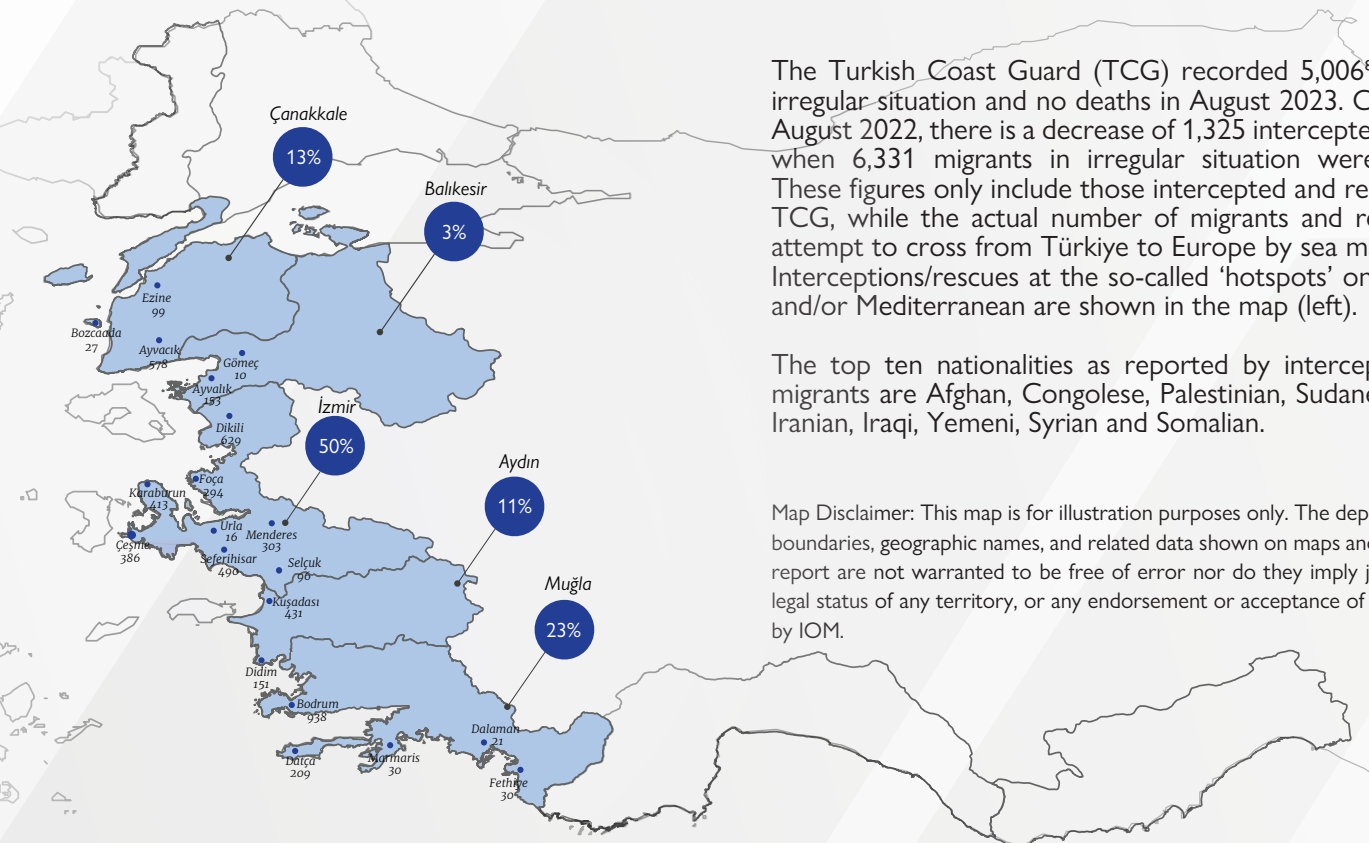 Çanakkale
13%
Balıkesir
3%
Ezine
99
Bozcaada
27
Ayvacık
578
Gömeç
10
Ayvalık
153
İzmir
50%
Dikili
629
Foça
294
Karaburun
413
Urla
16
Menderes
303
Çeşme
386
Seferihisar
490
Selçuk
96
Aydın
11%
Kuşadası
431
Muğla
23%
Didim
151
Bodrum
938
Dalaman
21
Datça
209
Marmaris
30
Fethiye
30
The Turkish Coast Guard (TCG) recorded 5,006
irregular situation and no deaths in August 2023. C
August 2022, there is a decrease of 1,325 intercepte
when 6,331 migrants in irregular situation were
These figures only include those intercepted and re
TCG, while the actual number of migrants and r
attempt to cross from Türkiye to Europe by sea m
Interceptions/rescues at the so-called ‘hotspots’ on
and/or Mediterranean are shown in the map (left).
The top ten nationalities as reported by intercep
migrants are Afghan, Congolese, Palestinian, Sudane
Iranian, Iraqi, Yemeni, Syrian and Somalian.
Map Disclaimer: This map is for illustration purposes only. The dep
boundaries, geographic names, and related data shown on maps an
report are not warranted to be free of error nor do they imply j
legal status of any territory, or any endorsement or acceptance of
by IOM.